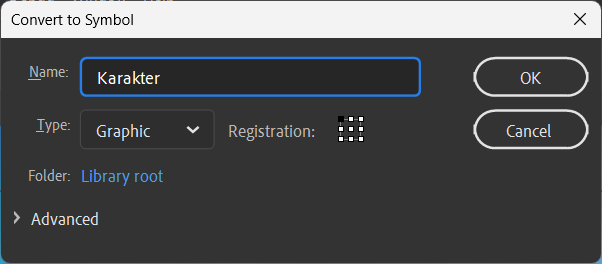 Convert to Symbol
Name: Karakter OK
Type: Graphic Registration: Cancel
Folder: Library root
Advanced